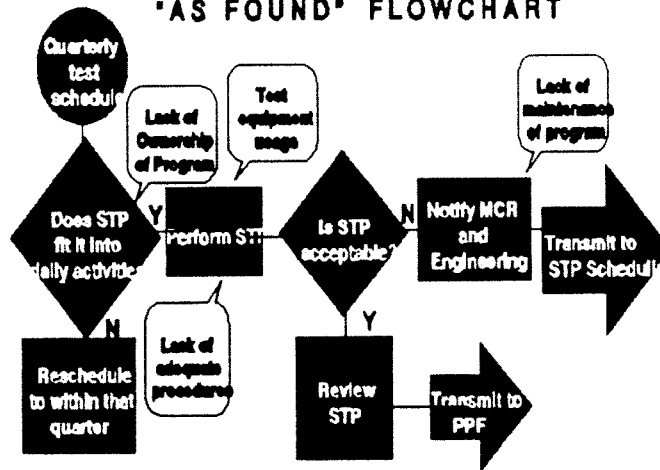 "AS FOUND" FLOWCHART
Quarterly
test
schedule
Lack of
Ownership
of Program
Test
equipment
usage
Lack of
maintenance
of program
Does STP
fit it into
daily activities
Y
Perform STP
Is STP
acceptable?
N
Notify MCR
and
Engineering
Transmit to
STP Scheduli
N
Reschedule
to within that
quarter
Lack of
adequate
procedures
Y
Review
STP
Transmit to
PPF